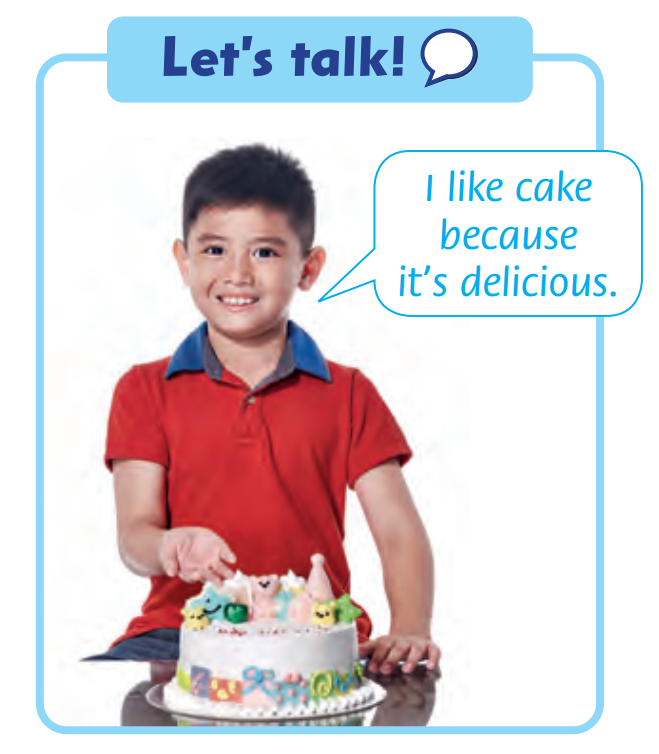 Let's talk!
I like cake
because
it's delicious.